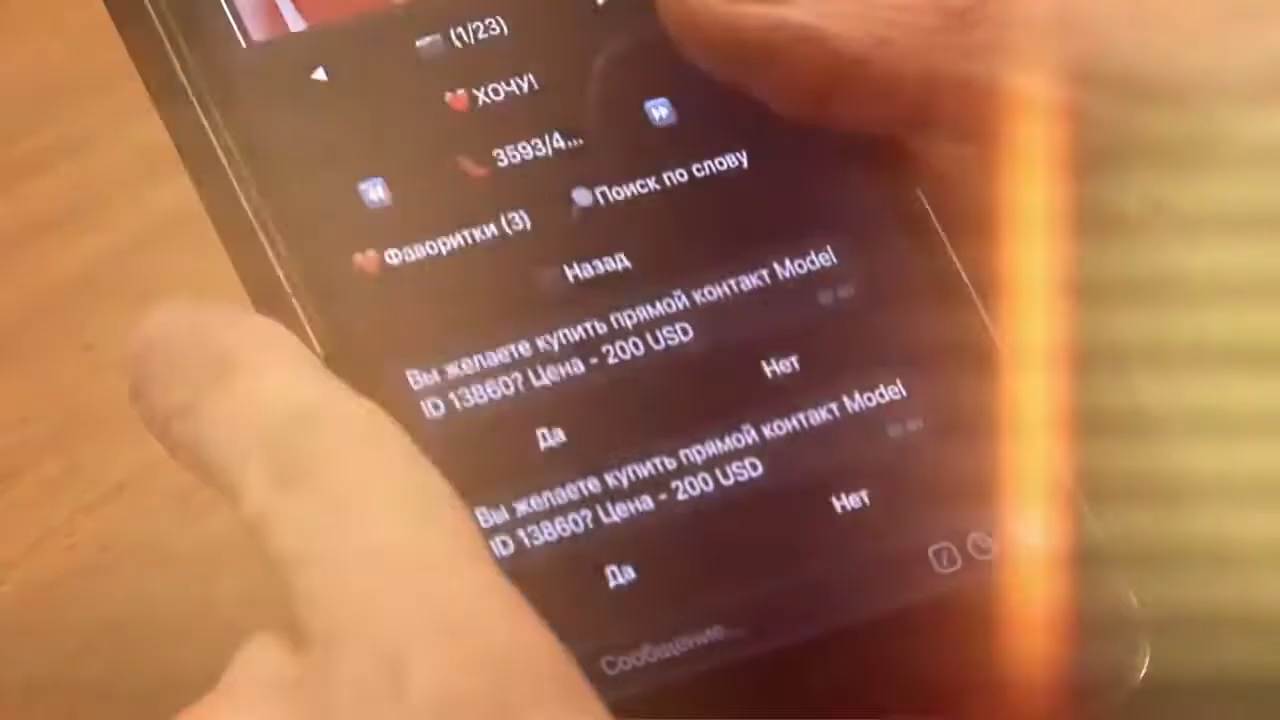 (1/23)
ХОЧУ!
3593/4...
Поиск по слову
Фаворитки (3)
Назад
Вы желаете купить прямой контакт Model
ID 13860? Цена - 200 USD
Нет
Да
Вы желаете купить прямой контакт Model
ID 13860? Цена - 200 USD
Нет
Да
Сообщение...